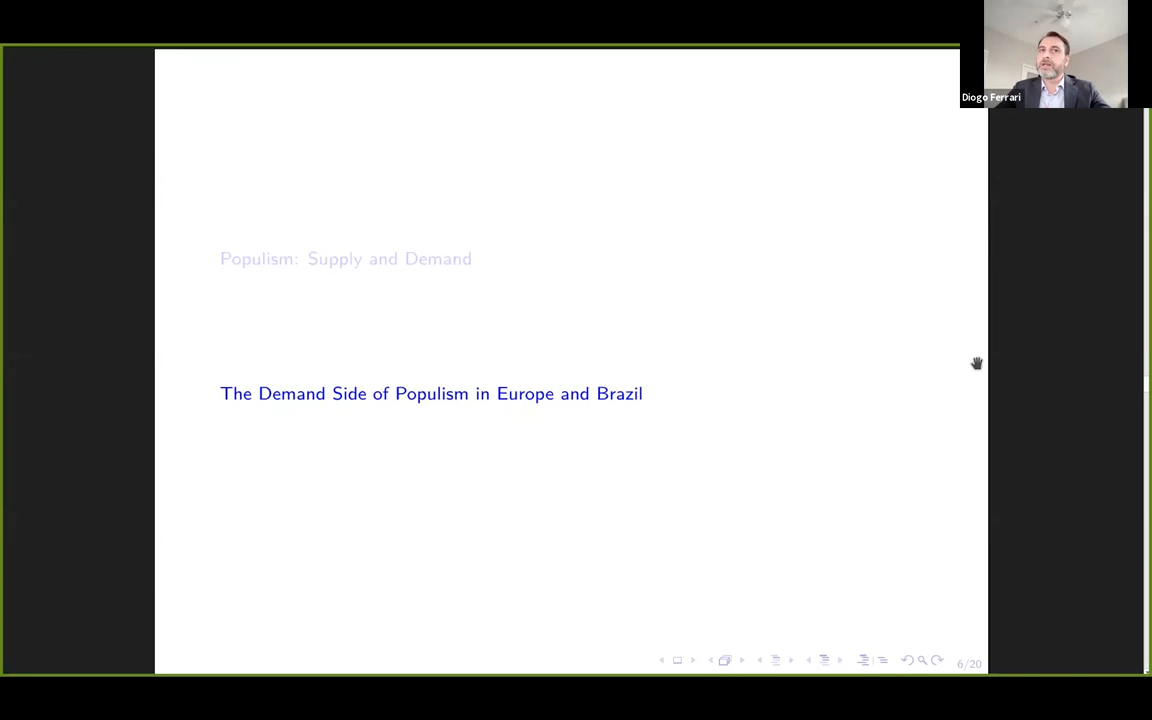 Diogo Ferrari
Populism: Supply and Demand
The Demand Side of Populism in Europe and Brazil
6/20